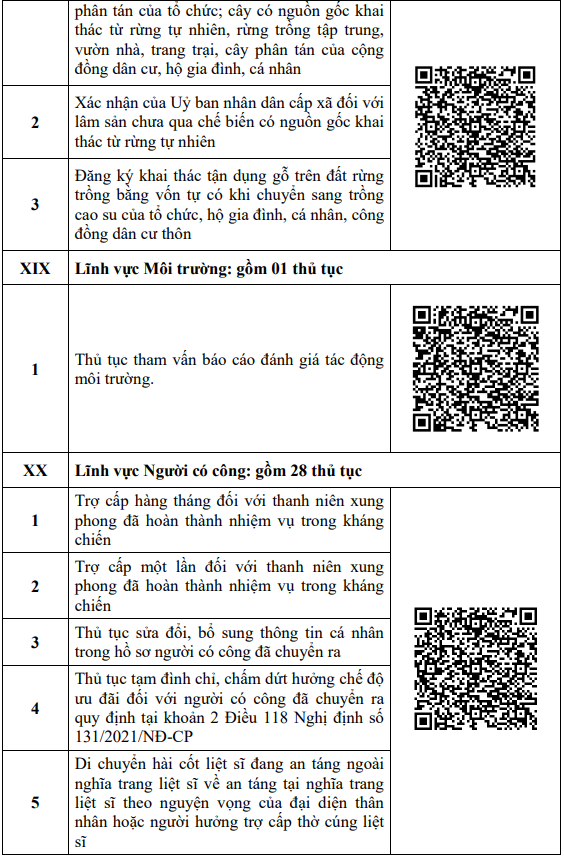 phân tán của tổ chức; cây có nguồn gốc khai
thác từ rừng tự nhiên, rừng trồng tập trung,
vườn nhà, trang trại, cây phân tán của cộng
đồng dân cư, hộ gia đình, cá nhân
2
Xác nhận của Uỷ ban nhân dân cấp xã đối với
lâm sản chưa qua chế biến có nguồn gốc khai
thác từ rừng tự nhiên
3
Đăng ký khai thác tận dụng gỗ trên đất rừng
trồng bằng vốn tự có khi chuyển sang trồng
cao su của tổ chức, hộ gia đình, cá nhân, công
đồng dân cư thôn
XIX
Lĩnh vực Môi trường: gồm 01 thủ tục
1
Thủ tục tham vấn báo cáo đánh giá tác động
môi trường.
XX
Lĩnh vực Người có công: gồm 28 thủ tục
1
Trợ cấp hàng tháng đối với thanh niên xung
phong đã hoàn thành nhiệm vụ trong kháng
chiến
2
Trợ cấp một lần đối với thanh niên xung
phong đã hoàn thành nhiệm vụ trong kháng
chiến
3
Thủ tục sửa đổi, bổ sung thông tin cá nhân
trong hồ sơ người có công đã chuyển ra
4
Thủ tục tạm đình chỉ, chấm dứt hưởng chế độ
ưu đãi đối với người có công đã chuyển ra
quy định tại khoản 2 Điều 118 Nghị định số
131/2021/NĐ-CP
5
Di chuyển hài cốt liệt sĩ đang an táng ngoài
nghĩa trang liệt sĩ về an táng tại nghĩa trang
liệt sĩ theo nguyện vọng của đại diện thân
nhân hoặc người hưởng trợ cấp thờ cúng liệt
sĩ